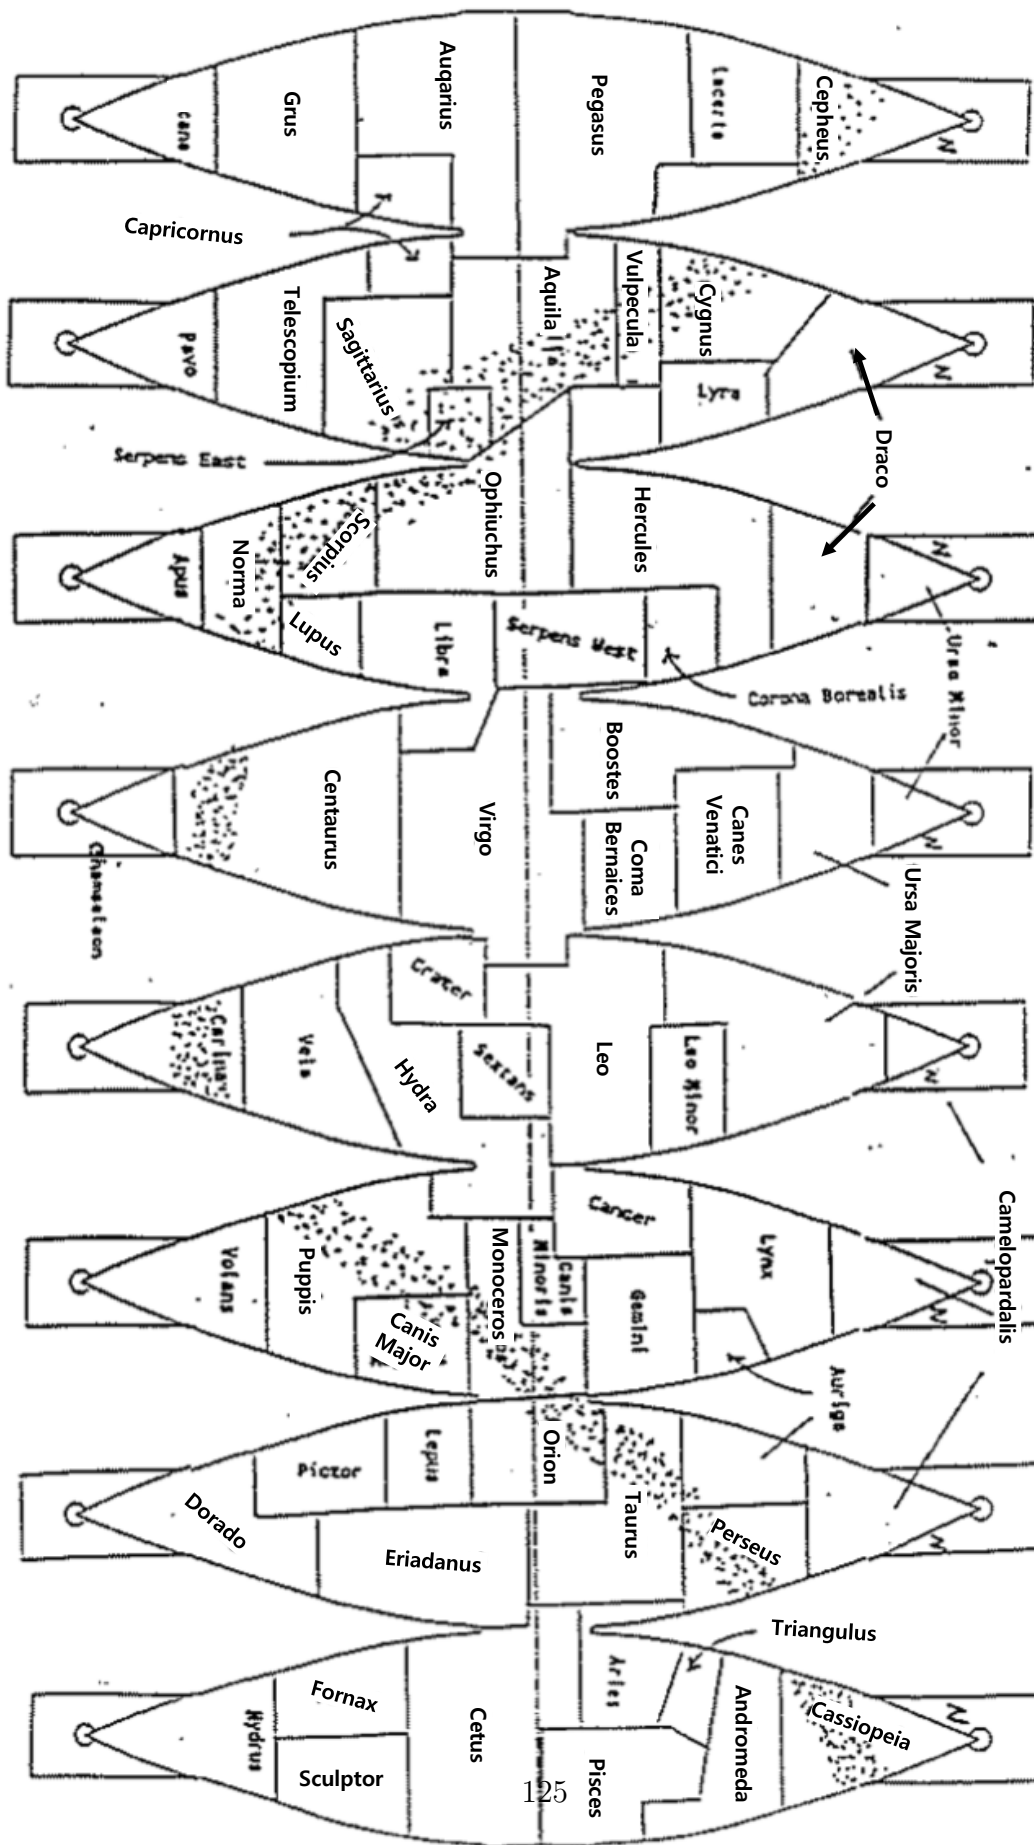 Auqarius
Pegasus
Lacerta
Cepheus
Grus
cane
N
Capricornus
Aquila
Vulpecula
Cygnus
Telescopium
Sagittarius
Pavo
Lyra
N
Serpens East
Draco
Ophiuchus
Hercules
Scorpius
Norma
Apus
N
Lupus
Libra
Serpens West
Ursa Minor
Corona Borealis
Boostes
Centaurus
Virgo
Canes
Venatici
Coma
Bernaices
N
Chameleon
Ursa Majoris
Crater
Carina
Vela
Hydra
Sextans
Leo
Leo Minor
N
Camelopardalis
Cancer
Lynx
Volans
Puppis
Monoceros
Canis
Minoris
Gemini
N
Canis
Major
Auriga
Orion
Lepus
Pictor
Dorado
Taurus
Perseus
N
Eriadanus
Triangulus
Aries
Fornax
Cetus
Andromeda
Cassiopeia
N
Hydrus
Sculptor
Pisces
125